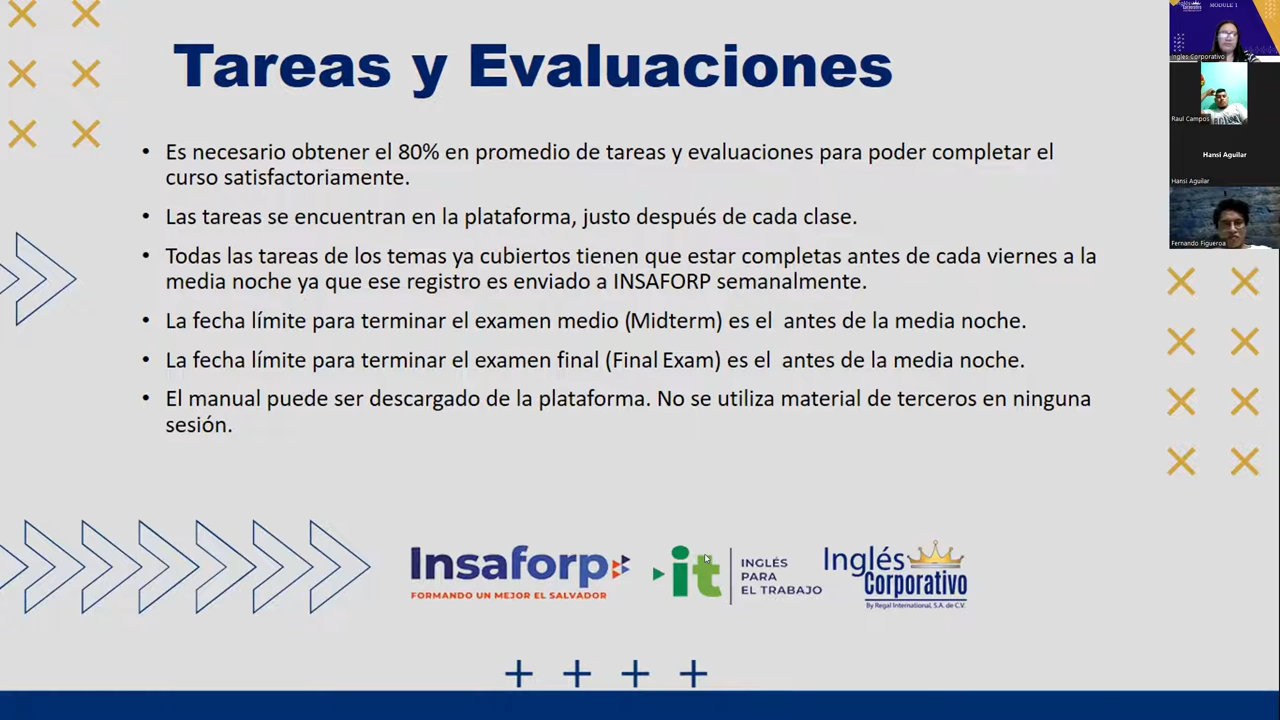 Tareas y Evaluaciones
• Es necesario obtener el 80% en promedio de tareas y evaluaciones para poder completar el
curso satisfactoriamente.
• Las tareas se encuentran en la plataforma, justo después de cada clase.
• Todas las tareas de los temas ya cubiertos tienen que estar completas antes de cada viernes a la
media noche ya que ese registro es enviado a INSAFORP semanalmente.
• La fecha límite para terminar el examen medio (Midterm) es el  antes de la media noche.
• La fecha límite para terminar el examen final (Final Exam) es el  antes de la media noche.
• El manual puede ser descargado de la plataforma. No se utiliza material de terceros en ninguna
sesión.
Insaforp
FORMANDO UN MEJOR EL SALVADOR
it
INGLÉS
PARA
EL TRABAJO
Inglés
Corporativo
By Regal International, S.A. de C.V.
MODULE 1
Ingles Corporativo
Raul Campos
Hansi Aguilar
Hansi Aguilar
Fernando Figueroa